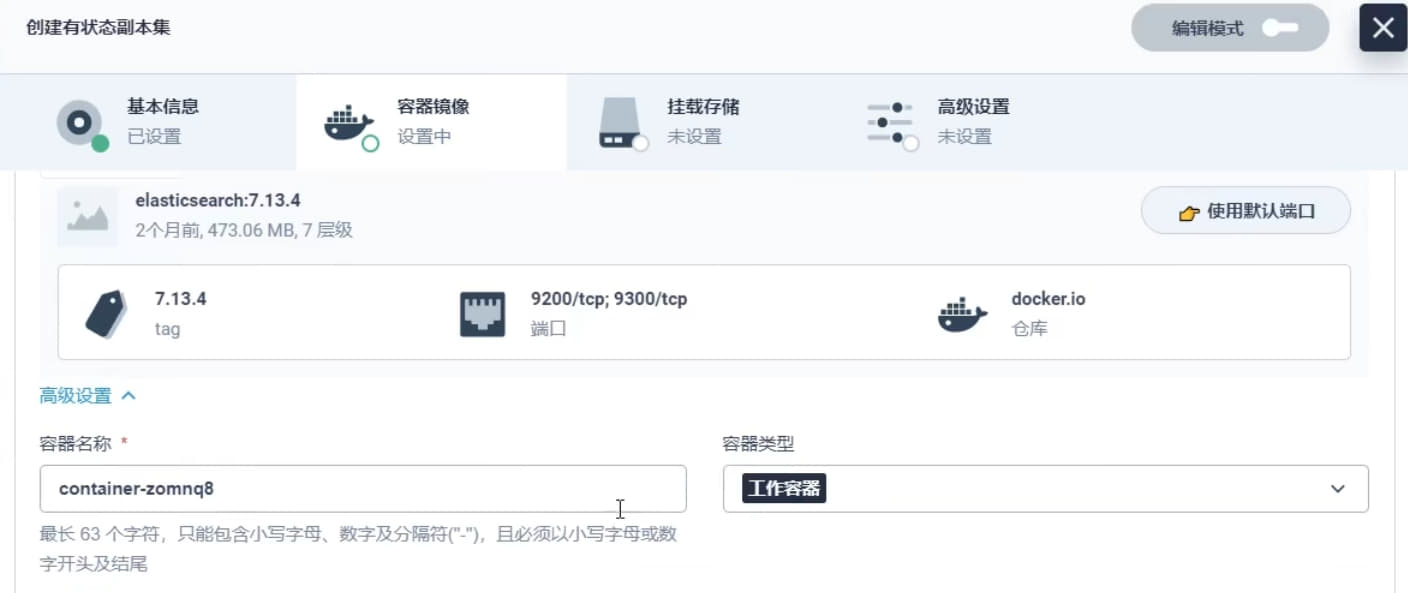 创建有状态副本集
编辑模式
基本信息
已设置
容器镜像
设置中
挂载存储
未设置
高级设置
未设置
elasticsearch:7.13.4
2个月前, 473.06 MB, 7 层级
使用默认端口
7.13.4
tag
9200/tcp; 9300/tcp
端口
docker.io
仓库
高级设置
容器名称 *
container-zomnq8
最长 63 个字符，只能包含小写字母、数字及分隔符("-")，且必须以小写字母或数
字开头及结尾
容器类型
工作容器